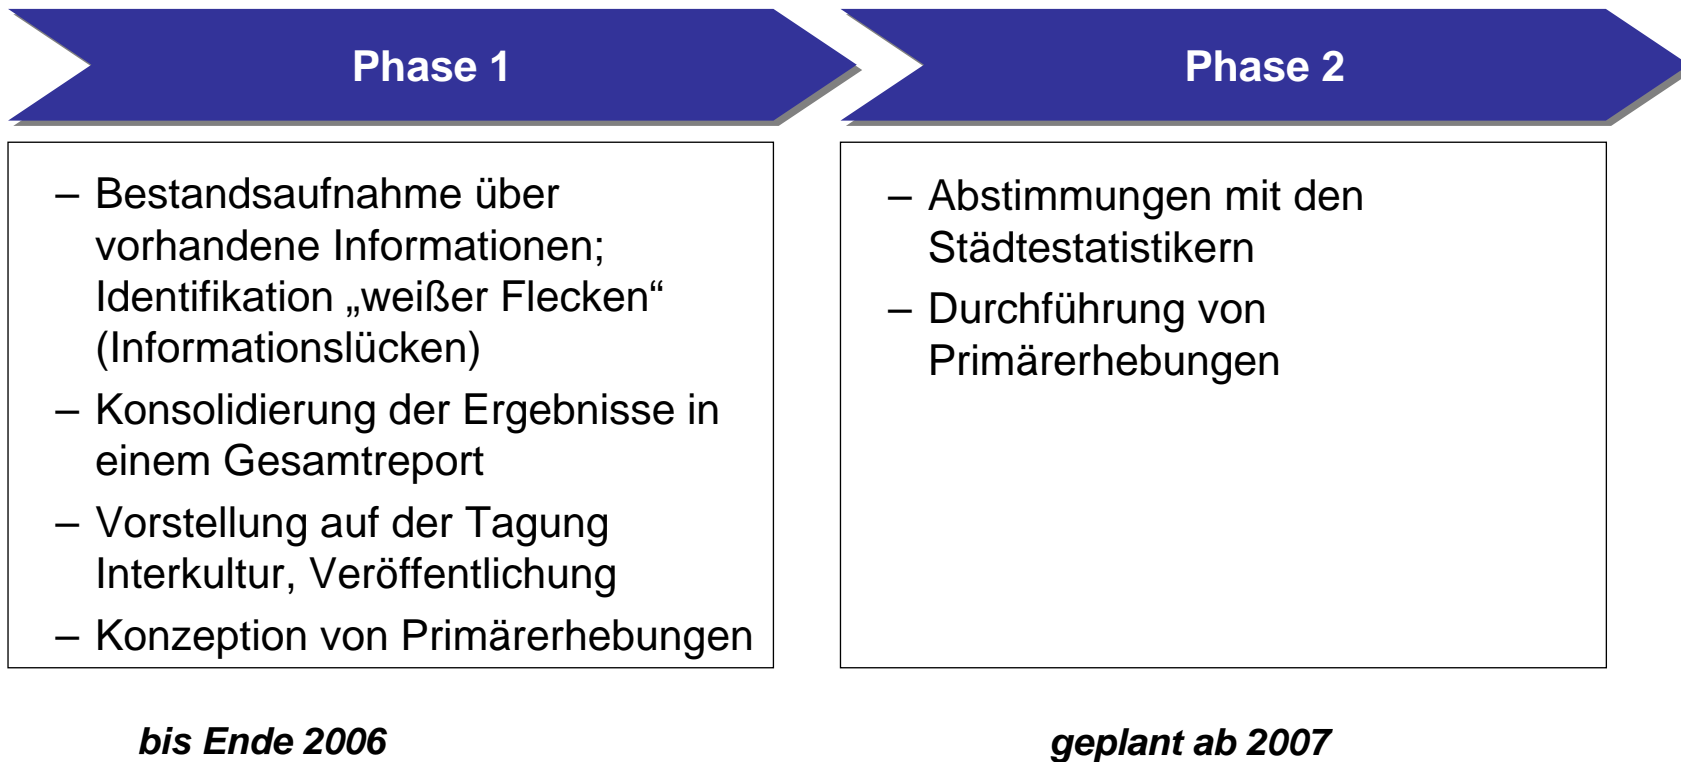 Phase 1
– Bestandsaufnahme über
vorhandene Informationen;
Identifikation „weißer Flecken“
(Informationslücken)
– Konsolidierung der Ergebnisse in
einem Gesamtreport
– Vorstellung auf der Tagung
Interkultur, Veröffentlichung
– Konzeption von Primärerhebungen
bis Ende 2006
Phase 2
– Abstimmungen mit den
Städtestatistikern
– Durchführung von
Primärerhebungen
geplant ab 2007